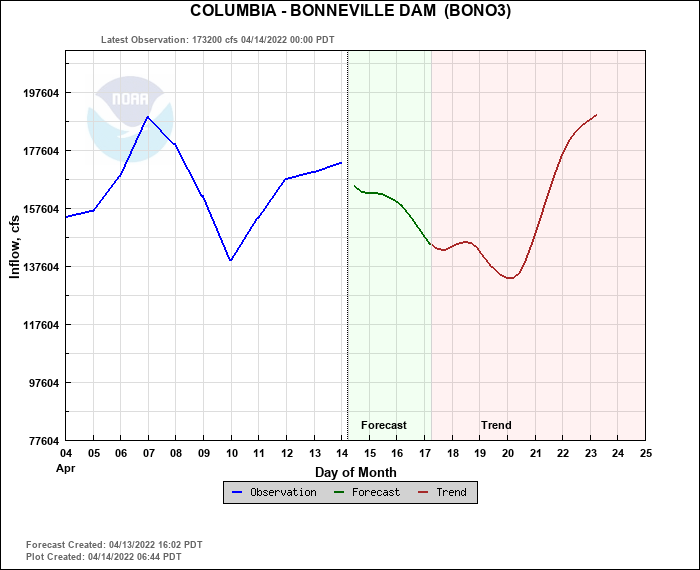 COLUMBIA - BONNEVILLE DAM (BONO3)
Latest Observation: 173200 cfs 04/14/2022 00:00 PDT
NOAA
197604
177604
157604
137604
117604
97604
77604
Inflow, cfs
Forecast Trend
04 05 06 07 08 09 10 11 12 13 14 15 16 17 18 19 20 21 22 23 24 25
Apr
Day of Month
Observation Forecast Trend
Forecast Created: 04/13/2022 16:02 PDT
Plot Created: 04/14/2022 06:44 PDT